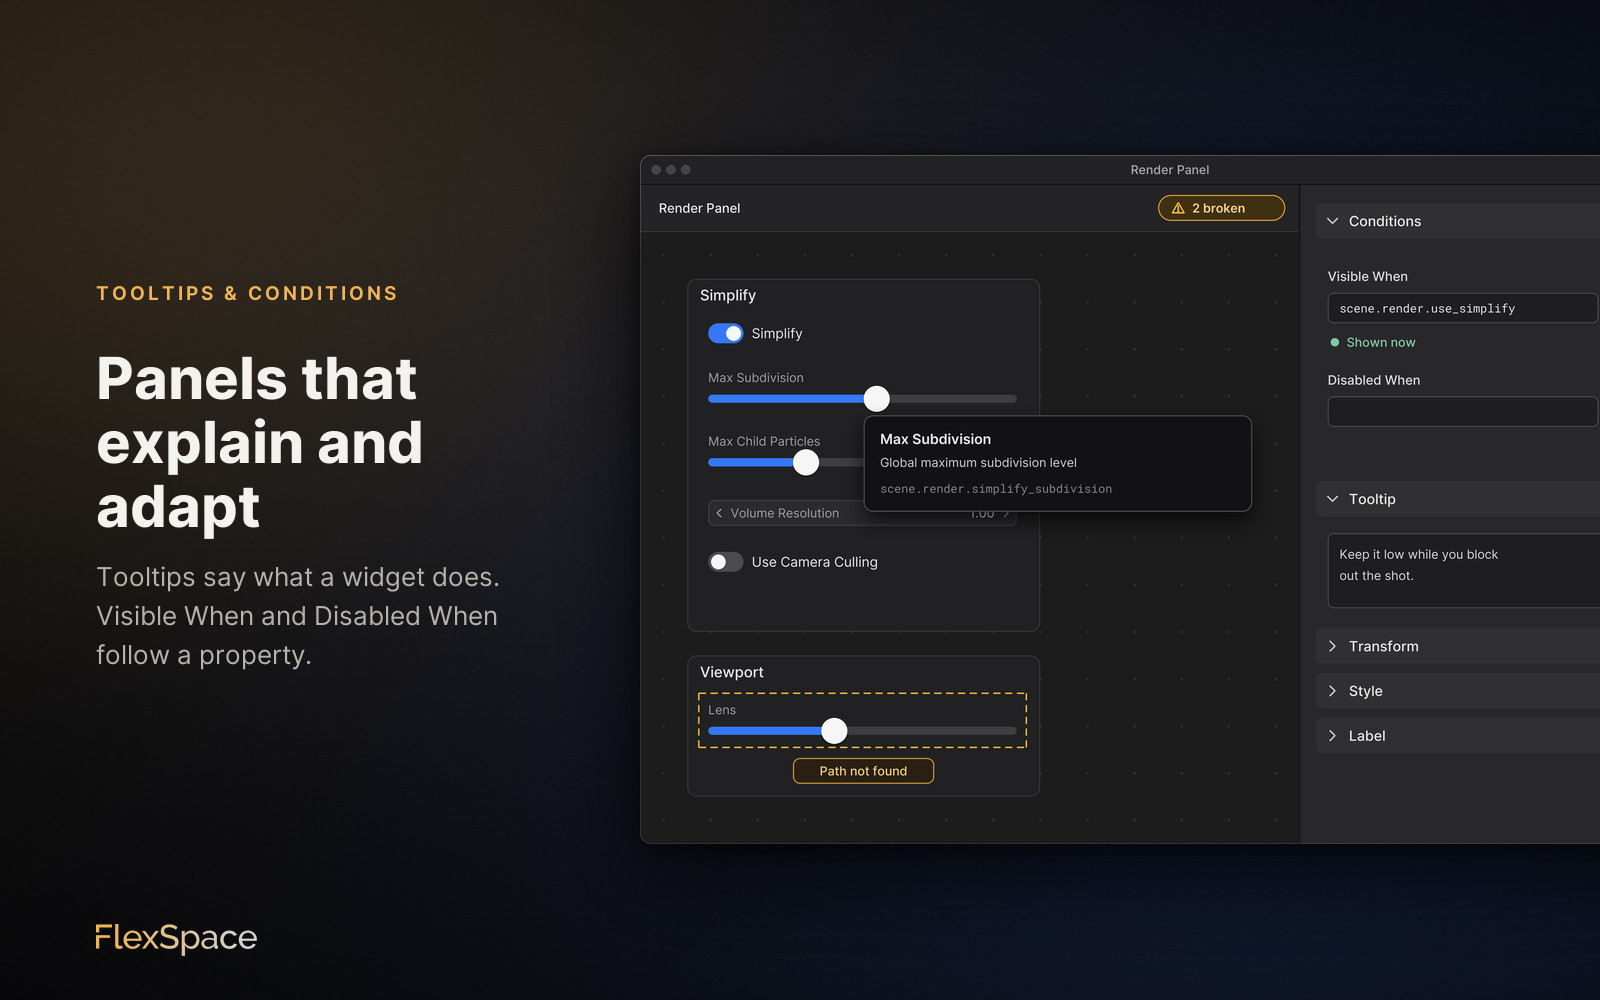 TOOLTIPS & CONDITIONS
Panels that
explain and
adapt
Tooltips say what a widget does.
Visible When and Disabled When
follow a property.
FlexSpace
Render Panel
Render Panel
2 broken
Simplify
Simplify
Max Subdivision
Max Child Particles
Max Subdivision
Global maximum subdivision level
scene.render.simplify_subdivision
Volume Resolution 1.00
Use Camera Culling
Viewport
Lens
Path not found
Conditions
Visible When
scene.render.use_simplify
Shown now
Disabled When
Tooltip
Keep it low while you block
out the shot.
Transform
Style
Label